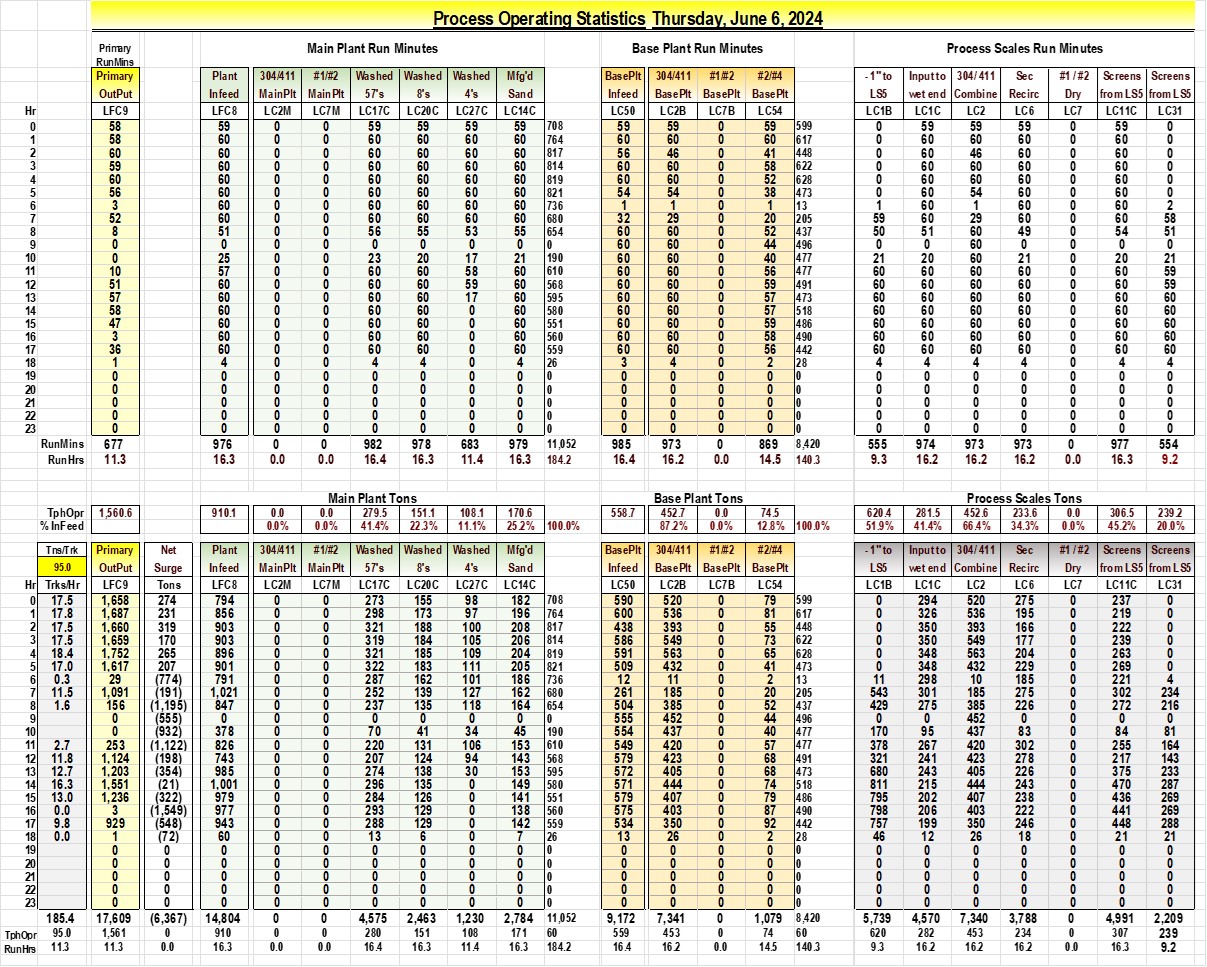 Process Operating Statistics Thursday, June 6, 2024
Primary Main Plant Run Minutes Base Plant Run Minutes Process Scales Run Minutes
RunMins
Primary Plant 304/411 #1/#2 Washed Washed Washed Mfg'd BasePlt 304/411 #1/#2 #2/#4 -1" to Input to 304/411 Sec #1/#2 Screens Screens
OutPut Infeed MainPlt MainPlt 57's 8's 4's Sand Infeed BasePlt BasePlt BasePlt LS5 wet end Combine Recirc Dry from LS5 from LS5
Hr LFC9 LFC8 LC2M LC7M LC17C LC20C LC27C LC14C LC50 LC2B LC7B LC54 LC1B LC1C LC2 LC6 LC7 LC11C LC31
0 58 59 0 0 59 59 59 59 708 59 59 0 59 599 0 59 59 59 0 59 0
1 58 60 0 0 60 60 60 60 764 60 60 0 60 617 0 60 60 60 0 60 0
2 60 60 0 0 60 60 60 60 817 56 46 0 41 448 0 60 46 60 0 60 0
3 59 60 0 0 60 60 60 60 814 60 60 0 58 622 0 60 60 60 0 60 0
4 60 60 0 0 60 60 60 60 819 60 60 0 52 628 0 60 60 60 0 60 0
5 56 60 0 0 60 60 60 60 821 54 54 0 38 473 0 60 54 60 0 60 0
6 3 60 0 0 60 60 60 60 736 1 1 0 1 13 1 60 1 60 0 60 2
7 52 60 0 0 60 60 60 60 680 32 29 0 20 205 59 60 29 60 0 60 58
8 8 51 0 0 56 55 53 55 654 60 60 0 52 437 50 51 60 49 0 54 51
9 0 0 0 0 0 0 0 0 0 60 60 0 44 496 0 0 60 0 0 0 0
10 0 25 0 0 23 20 17 21 190 60 60 0 40 477 21 20 60 21 0 20 21
11 10 57 0 0 60 60 58 60 610 60 60 0 56 477 60 60 60 60 0 60 59
12 51 60 0 0 60 60 59 60 568 60 60 0 59 491 60 60 60 60 0 60 59
13 57 60 0 0 60 60 17 60 595 60 60 0 57 473 60 60 60 60 0 60 60
14 58 60 0 0 60 60 0 60 580 60 60 0 57 518 60 60 60 60 0 60 60
15 47 60 0 0 60 60 0 60 551 60 60 0 59 486 60 60 60 60 0 60 60
16 3 60 0 0 60 60 0 60 560 60 60 0 58 490 60 60 60 60 0 60 60
17 36 60 0 0 60 60 0 60 559 60 60 0 56 442 60 60 60 60 0 60 60
18 1 4 0 0 4 4 0 4 26 3 4 0 2 28 4 4 4 4 0 4 4
19 0 0 0 0 0 0 0 0 0 0 0 0 0 0 0 0 0 0 0 0 0
20 0 0 0 0 0 0 0 0 0 0 0 0 0 0 0 0 0 0 0 0 0
21 0 0 0 0 0 0 0 0 0 0 0 0 0 0 0 0 0 0 0 0 0
22 0 0 0 0 0 0 0 0 0 0 0 0 0 0 0 0 0 0 0 0 0
23 0 0 0 0 0 0 0 0 0 0 0 0 0 0 0 0 0 0 0 0 0
RunMins 677 976 0 0 982 978 683 979 11,052 985 973 0 869 8,420 555 974 973 973 0 977 554
RunHrs 11.3 16.3 0.0 0.0 16.4 16.3 11.4 16.3 184.2 16.4 16.2 0.0 14.5 140.3 9.3 16.2 16.2 16.2 0.0 16.3 9.2
Main Plant Tons Base Plant Tons Process Scales Tons
TphOpr 1,560.6 910.1 0.0 0.0 279.5 151.1 108.1 170.6 558.7 452.7 0.0 74.5 620.4 281.5 452.6 233.6 0.0 306.5 239.2
% InFeed 0.0% 0.0% 41.4% 22.3% 11.1% 25.2% 100.0% 87.2% 0.0% 12.8% 100.0% 51.9% 41.4% 66.4% 34.3% 0.0% 45.2% 20.0%
Tns/Trk Primary Net Plant 304/411 #1/#2 Washed Washed Washed Mfg'd BasePlt 304/411 #1/#2 #2/#4 -1" to Input to 304/411 Sec #1/#2 Screens Screens
95.0 OutPut Surge Infeed MainPlt MainPlt 57's 8's 4's Sand Infeed BasePlt BasePlt BasePlt LS5 wet end Combine Recirc Dry from LS5 from LS5
Hr Trks/Hr LFC9 Tons LFC8 LC2M LC7M LC17C LC20C LC27C LC14C LC50 LC2B LC7B LC54 LC1B LC1C LC2 LC6 LC7 LC11C LC31
0 17.5 1,658 274 794 0 0 273 155 98 182 708 590 520 0 79 599 0 294 520 275 0 237 0
1 17.8 1,687 231 856 0 0 298 173 97 196 764 600 536 0 81 617 0 326 536 195 0 219 0
2 17.5 1,660 319 903 0 0 321 188 100 208 817 438 393 0 55 448 0 350 393 166 0 222 0
3 17.5 1,659 170 903 0 0 319 184 105 206 814 586 549 0 73 622 0 350 549 177 0 239 0
4 18.4 1,752 265 896 0 0 321 185 109 204 819 591 563 0 65 628 0 348 563 204 0 263 0
5 17.0 1,617 207 901 0 0 322 183 111 205 821 509 432 0 41 473 0 348 432 229 0 269 0
6 0.3 29 (774) 791 0 0 287 162 101 186 736 12 11 0 2 13 11 298 10 185 0 221 4
7 11.5 1,091 (191) 1,021 0 0 252 139 127 162 680 261 185 0 20 205 543 301 185 275 0 302 234
8 1.6 156 (1,195) 847 0 0 237 135 118 164 654 504 385 0 52 437 429 275 385 226 0 272 216
9 0 (555) 0 0 0 0 0 0 0 0 555 452 0 44 496 0 0 452 0 0 0 0
10 0 (932) 378 0 0 70 41 34 45 190 554 437 0 40 477 170 95 437 83 0 84 81
11 2.7 253 (1,122) 826 0 0 220 131 106 153 610 549 420 0 57 477 378 267 420 302 0 255 164
12 11.8 1,124 (198) 743 0 0 207 124 94 143 568 579 423 0 68 491 321 241 423 278 0 217 143
13 12.7 1,203 (354) 985 0 0 274 138 30 153 595 572 405 0 68 473 680 243 405 226 0 375 233
14 16.3 1,551 (21) 1,001 0 0 296 135 0 149 580 571 444 0 74 518 811 215 444 243 0 470 287
15 13.0 1,236 (322) 979 0 0 284 126 0 141 551 579 407 0 79 486 795 202 407 238 0 436 269
16 0.0 3 (1,549) 977 0 0 293 129 0 138 560 575 403 0 87 490 798 206 403 222 0 441 269
17 9.8 929 (548) 943 0 0 288 129 0 142 559 534 350 0 92 442 757 199 350 246 0 448 288
18 0.0 1 (72) 60 0 0 13 6 0 7 26 13 26 0 2 28 46 12 26 18 0 21 21
19 0 0 0 0 0 0 0 0 0 0 0 0 0 0 0 0 0 0 0 0 0 0
20 0 0 0 0 0 0 0 0 0 0 0 0 0 0 0 0 0 0 0 0 0 0
21 0 0 0 0 0 0 0 0 0 0 0 0 0 0 0 0 0 0 0 0 0 0
22 0 0 0 0 0 0 0 0 0 0 0 0 0 0 0 0 0 0 0 0 0 0
23 0 0 0 0 0 0 0 0 0 0 0 0 0 0 0 0 0 0 0 0 0 0
185.4 17,609 (6,367) 14,804 0 0 4,575 2,463 1,230 2,784 11,052 9,172 7,341 0 1,079 8,420 5,739 4,570 7,340 3,788 0 4,991 2,209
TphOpr 95.0 1,561 0 910 0 0 280 151 108 171 60 559 453 0 74 60 620 282 453 234 0 307 239
RunHrs 11.3 11.3 0.0 16.3 0.0 0.0 16.4 16.3 11.4 16.3 184.2 16.4 16.2 0.0 14.5 140.3 9.3 16.2 16.2 16.2 0.0 16.3 9.2